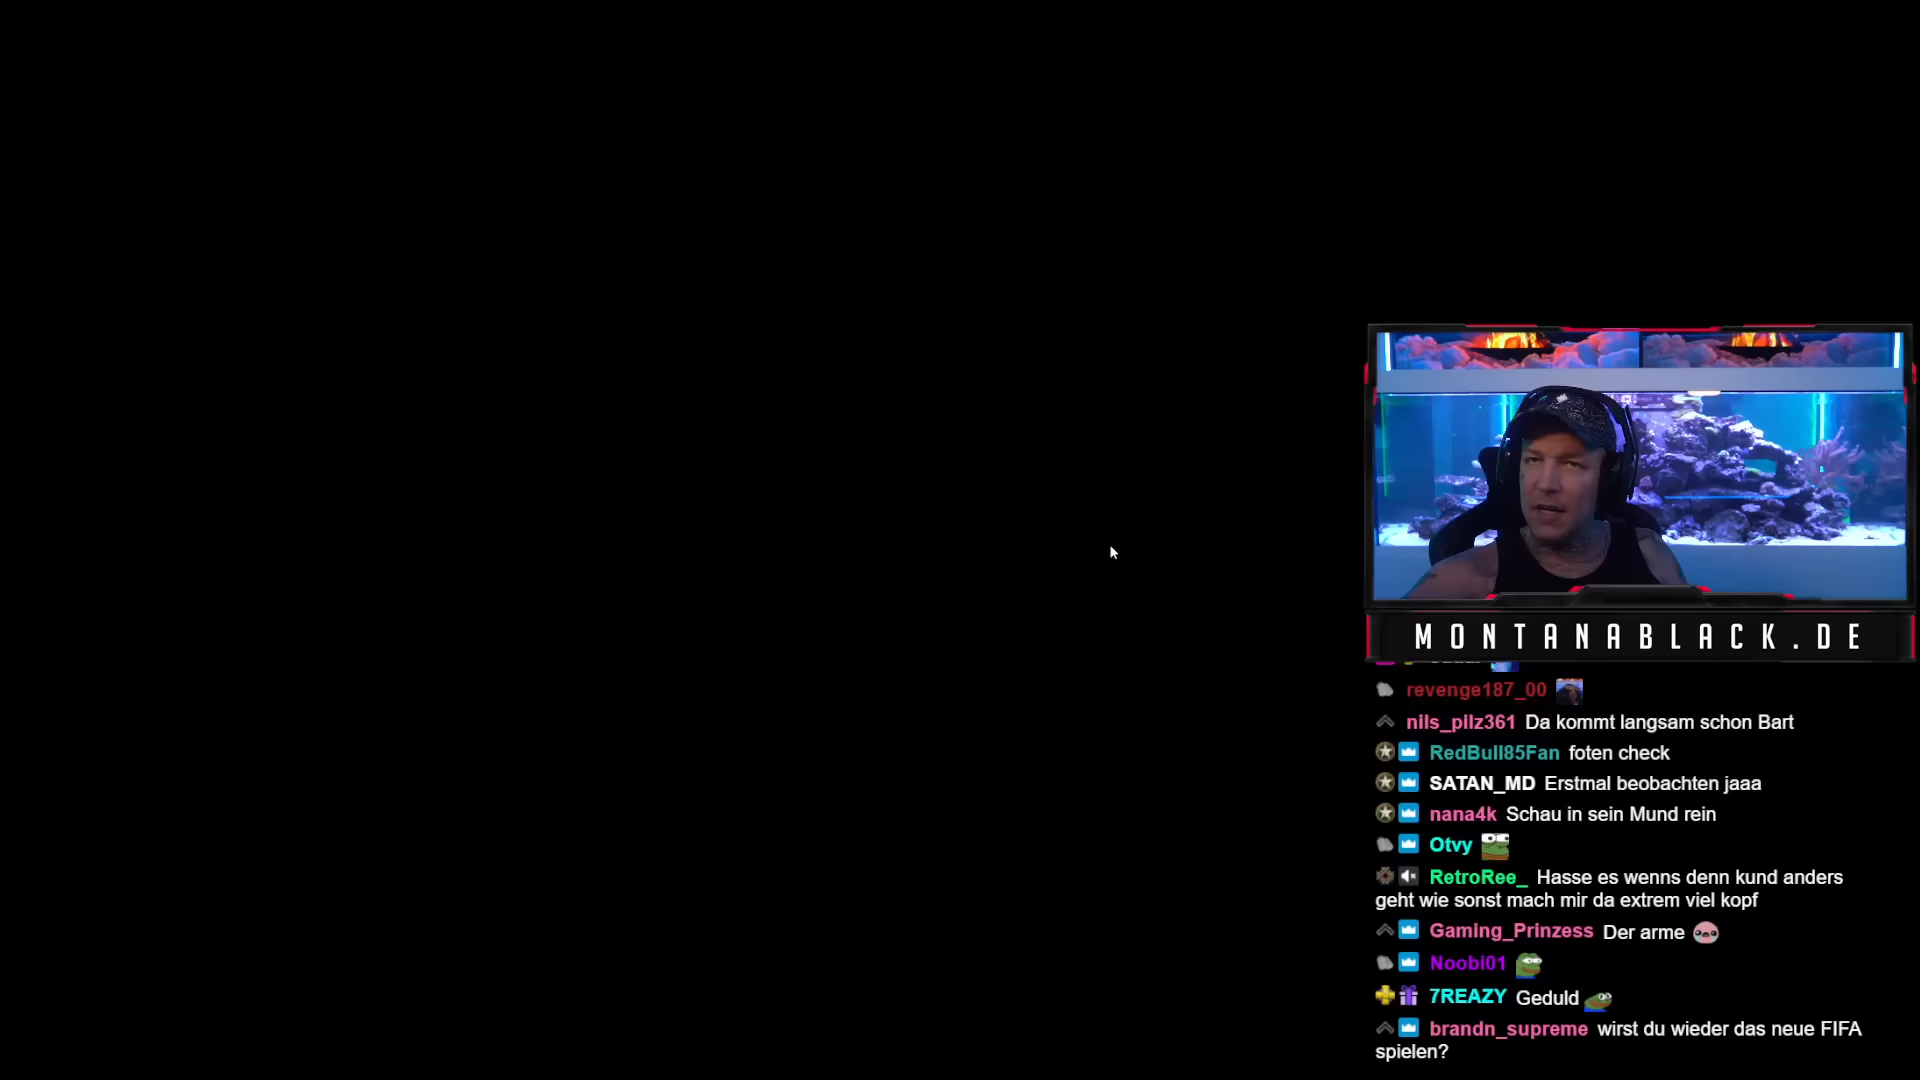 MONTANABLACK.DE
revenge187_00
nils_pilz361 Da kommt langsam schon Bart
RedBull85Fan foten check
SATAN_MD Erstmal beobachten jaaa
nana4k Schau in sein Mund rein
Otvy
RetroRee_ Hasse es wenns denn kund anders
geht wie sonst mach mir da extrem viel kopf
Gaming_Prinzess Der arme
Noobi01
7REAZY Geduld
brandn_supreme wirst du wieder das neue FIFA
spielen?